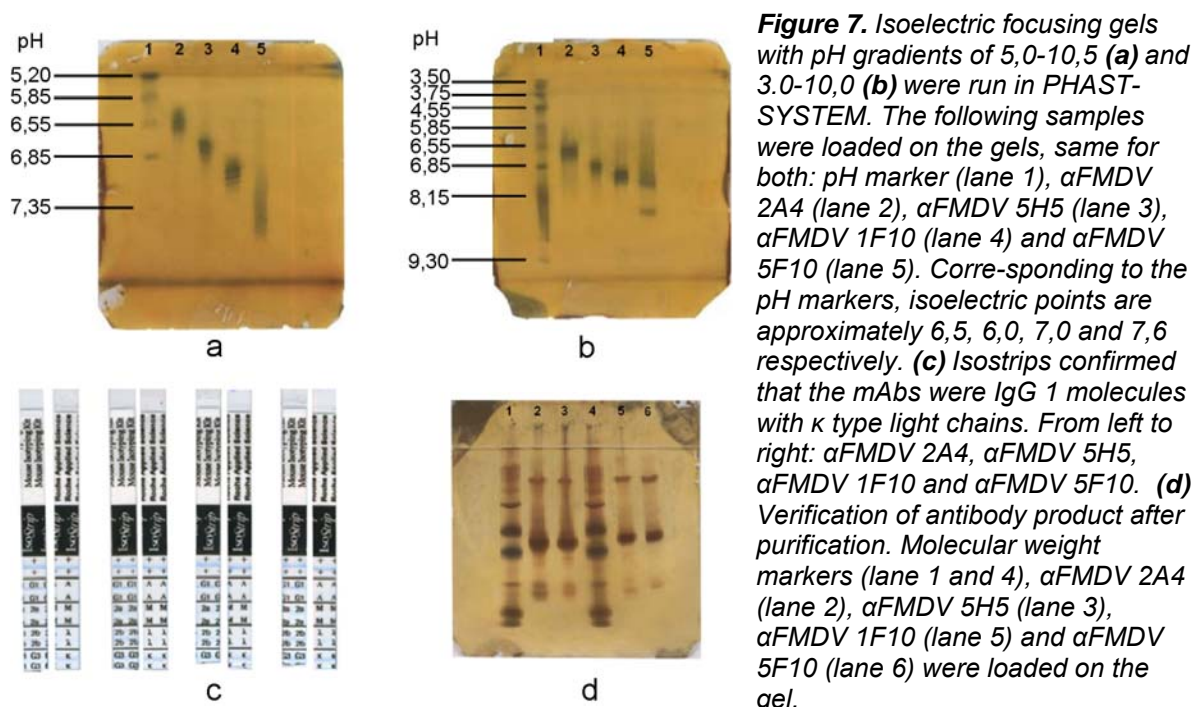 pH
1 2 3 4 5
5,20
5,85
6,55
6,85
7,35
a
pH
1 2 3 4 5
3,50
3,75
4,55
5,85
6,55
6,85
8,15
9,30
b
IsoStrip
c
1 2 3 4 5 6
d
Figure 7. Isoelectric focusing gels
with pH gradients of 5,0-10,5 (a) and
3.0-10,0 (b) were run in PHAST-
SYSTEM. The following samples
were loaded on the gels, same for
both: pH marker (lane 1), αFMDV
2A4 (lane 2), αFMDV 5H5 (lane 3),
αFMDV 1F10 (lane 4) and αFMDV
5F10 (lane 5). Corre-sponding to the
pH markers, isoelectric points are
approximately 6,5, 6,0, 7,0 and 7,6
respectively. (c) Isostrips confirmed
that the mAbs were IgG 1 molecules
with κ type light chains. From left to
right: αFMDV 2A4, αFMDV 5H5,
αFMDV 1F10 and αFMDV 5F10. (d)
Verification of antibody product after
purification. Molecular weight
markers (lane 1 and 4), αFMDV 2A4
(lane 2), αFMDV 5H5 (lane 3),
αFMDV 1F10 (lane 5) and αFMDV
5F10 (lane 6) were loaded on the
gel.